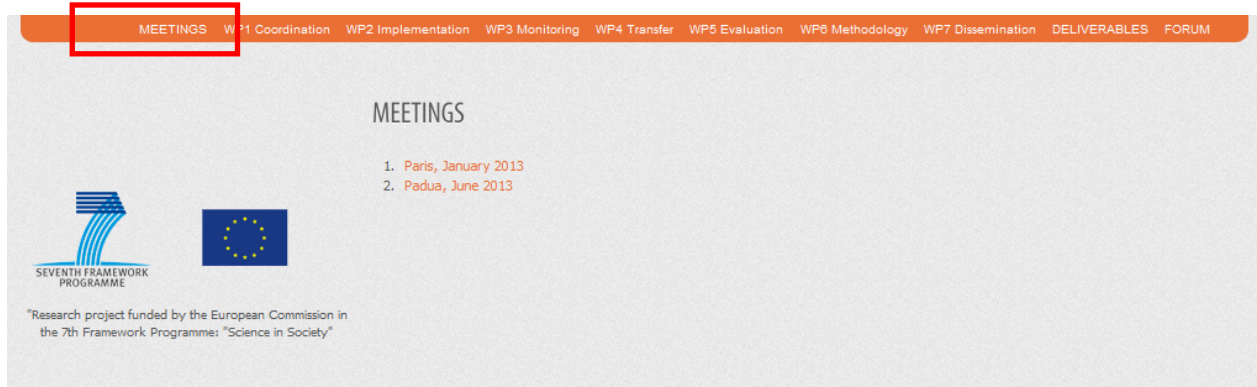 MEETINGS WP1 Coordination WP2 Implementation WP3 Monitoring WP4 Transfer WP5 Evaluation WP6 Methodology WP7 Dissemination DELIVERABLES FORUM
MEETINGS
1. Paris, January 2013
2. Padua, June 2013
SEVENTH FRAMEWORK
PROGRAMME
"Research project funded by the European Commission in
the 7th Framework Programme: "Science in Society"